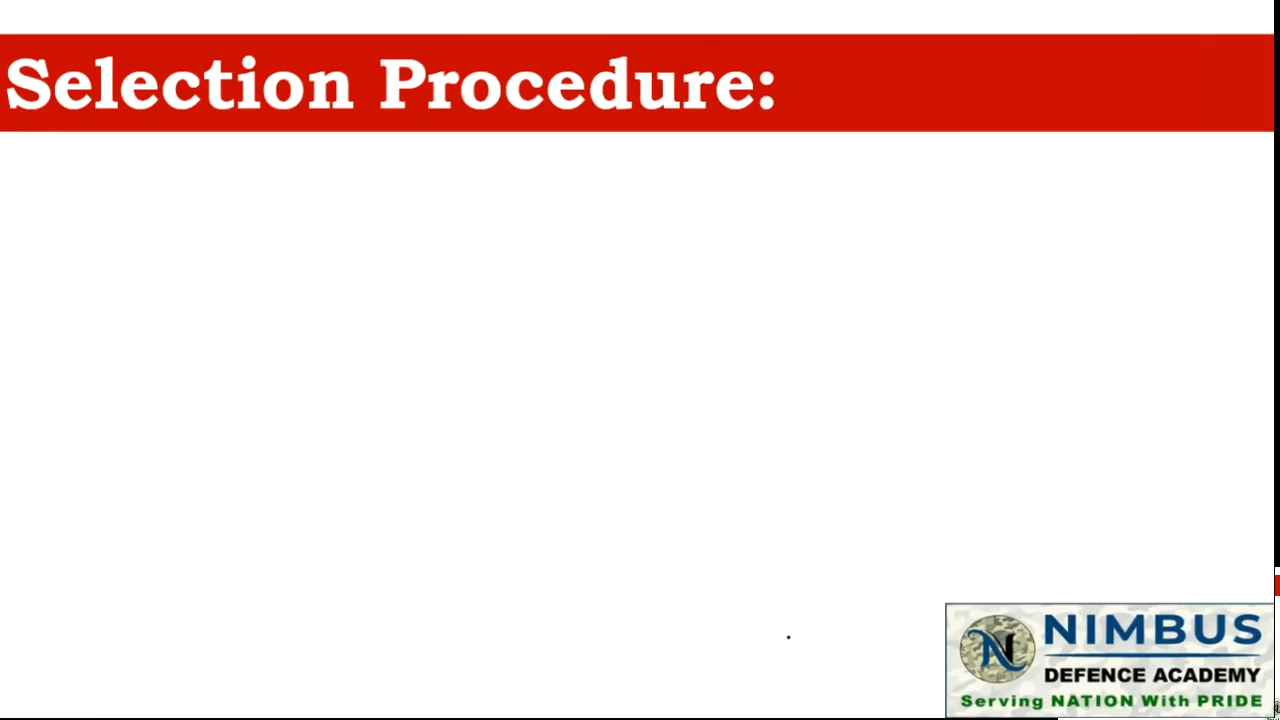 Selection Procedure:
NIMBUS
DEFENCE ACADEMY
Serving NATION With PRIDE